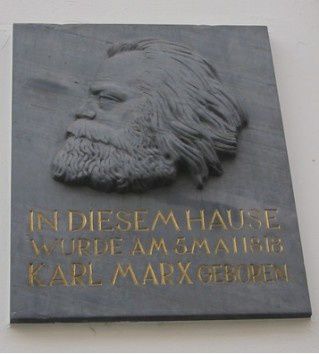 IN DIESEM HAUSE
WURDE AM 5.MAI 1818
KARL MARX GEBOREN